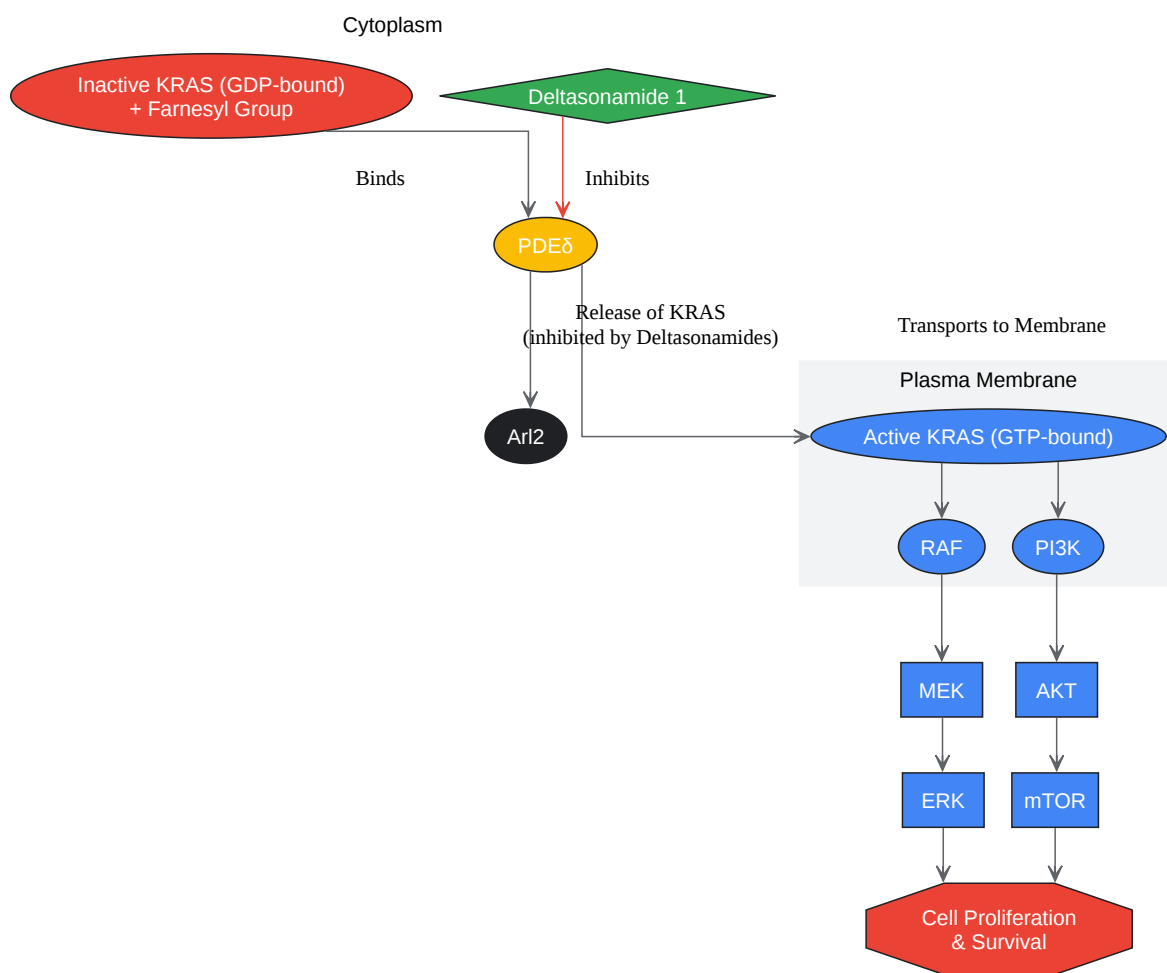 Cytoplasm
Inactive KRAS (GDP-bound)
+ Farnesyl Group
Deltasonamide 1
Binds
Inhibits
PDEδ
Release of KRAS
(inhibited by Deltasonamides)
Transports to Membrane
Plasma Membrane
Arl2
Active KRAS (GTP-bound)
RAF
PI3K
MEK
AKT
ERK
mTOR
Cell Proliferation
& Survival